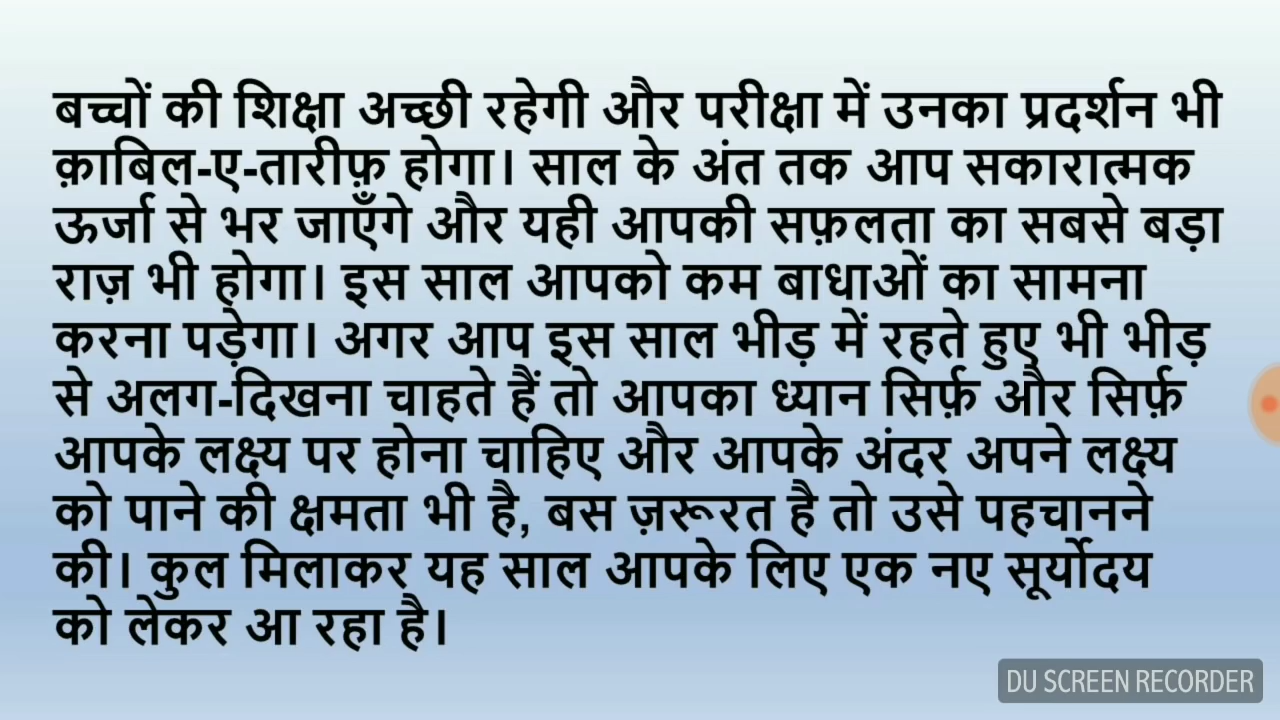 बच्चों की शिक्षा अच्छी रहेगी और परीक्षा में उनका प्रदर्शन भी
क़ाबिल-ए-तारीफ़ होगा। साल के अंत तक आप सकारात्मक
ऊर्जा से भर जाएँगे और यही आपकी सफ़लता का सबसे बड़ा
राज़ भी होगा। इस साल आपको कम बाधाओं का सामना
करना पड़ेगा। अगर आप इस साल भीड़ में रहते हुए भी भीड़
से अलग-दिखना चाहते हैं तो आपका ध्यान सिर्फ़ और सिर्फ़
आपके लक्ष्य पर होना चाहिए और आपके अंदर अपने लक्ष्य
को पाने की क्षमता भी है, बस ज़रूरत है तो उसे पहचानने
की। कुल मिलाकर यह साल आपके लिए एक नए सूर्योदय
को लेकर आ रहा है।
DU SCREEN RECORDER